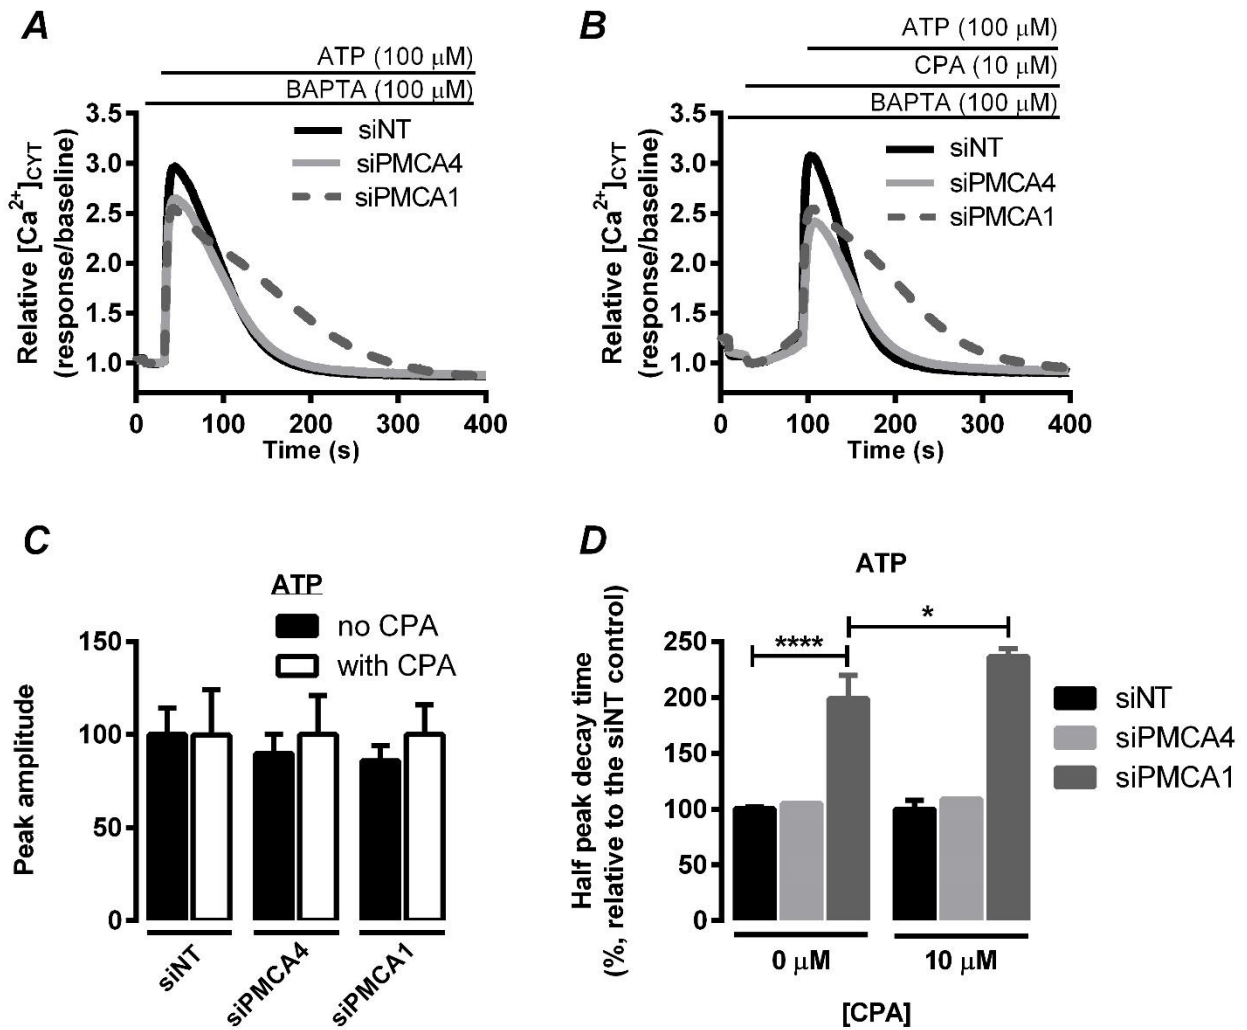 A
ATP (100 μM)
BAPTA (100 μM)
siNT
siPMCA4
siPMCA1
Relative [Ca2+]CYT
(response/baseline)
3.5
3.0
2.5
2.0
1.5
1.0
0
100
200
300
400
Time (s)
B
ATP (100 μM)
CPA (10 μM)
BAPTA (100 μM)
siNT
siPMCA4
siPMCA1
Relative [Ca2+]CYT
(response/baseline)
3.5
3.0
2.5
2.0
1.5
1.0
0
100
200
300
400
Time (s)
C
ATP
no CPA
with CPA
Peak amplitude
150
100
50
0
siNT
siPMCA4
siPMCA1
D
ATP
Half peak decay time
(%, relative to the siNT control)
250
200
150
100
50
0
****
*
siNT
siPMCA4
siPMCA1
0 μM
10 μM
[CPA]